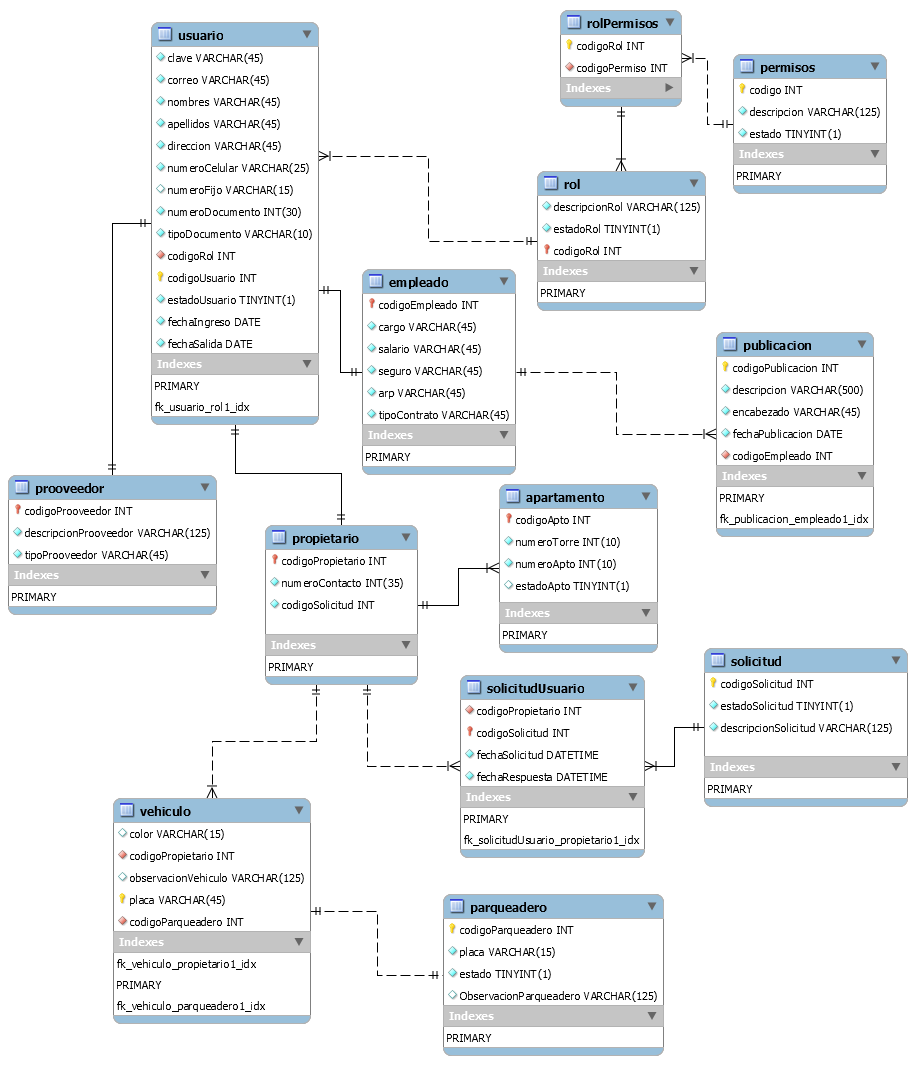 usuario
clave VARCHAR(45)
correo VARCHAR(45)
nombres VARCHAR(45)
apellidos VARCHAR(45)
direccion VARCHAR(45)
numeroCelular VARCHAR(25)
numeroFijo VARCHAR(15)
numeroDocumento INT(30)
tipoDocumento VARCHAR(10)
codigoRol INT
codigoUsuario INT
estadoUsuario TINYINT(1)
fechaIngreso DATE
fechaSalida DATE
Indexes
PRIMARY
fk_usuario_rol1_idx
rolPermisos
codigoRol INT
codigoPermiso INT
Indexes
permisos
codigo INT
descripcion VARCHAR(125)
estado TINYINT(1)
Indexes
PRIMARY
rol
descripcionRol VARCHAR(125)
estadoRol TINYINT(1)
codigoRol INT
Indexes
PRIMARY
empleado
codigoEmpleado INT
cargo VARCHAR(45)
salario VARCHAR(45)
seguro VARCHAR(45)
arp VARCHAR(45)
tipoContrato VARCHAR(45)
Indexes
PRIMARY
publicacion
codigoPublicacion INT
descripcion VARCHAR(500)
encabezado VARCHAR(45)
fechaPublicacion DATE
codigoEmpleado INT
Indexes
PRIMARY
fk_publicacion_empleado1_idx
prooveedor
codigoProoveedor INT
descripcionProoveedor VARCHAR(125)
tipoProoveedor VARCHAR(45)
Indexes
PRIMARY
propietario
codigoPropietario INT
numeroContacto INT(35)
codigoSolicitud INT
Indexes
PRIMARY
apartamento
codigoApto INT
numeroTorre INT(10)
numeroApto INT(10)
estadoApto TINYINT(1)
Indexes
PRIMARY
solicitudUsuario
codigoPropietario INT
codigoSolicitud INT
fechaSolicitud DATETIME
fechaRespuesta DATETIME
Indexes
PRIMARY
fk_solicitudUsuario_propietario1_idx
solicitud
codigoSolicitud INT
estadoSolicitud TINYINT(1)
descripcionSolicitud VARCHAR(125)
Indexes
PRIMARY
vehiculo
color VARCHAR(15)
codigoPropietario INT
observacionVehiculo VARCHAR(125)
placa VARCHAR(45)
codigoParqueadero INT
Indexes
fk_vehiculo_propietario1_idx
PRIMARY
fk_vehiculo_parqueadero1_idx
parqueadero
codigoParqueadero INT
placa VARCHAR(15)
estado TINYINT(1)
ObservacionParqueadero VARCHAR(125)
Indexes
PRIMARY